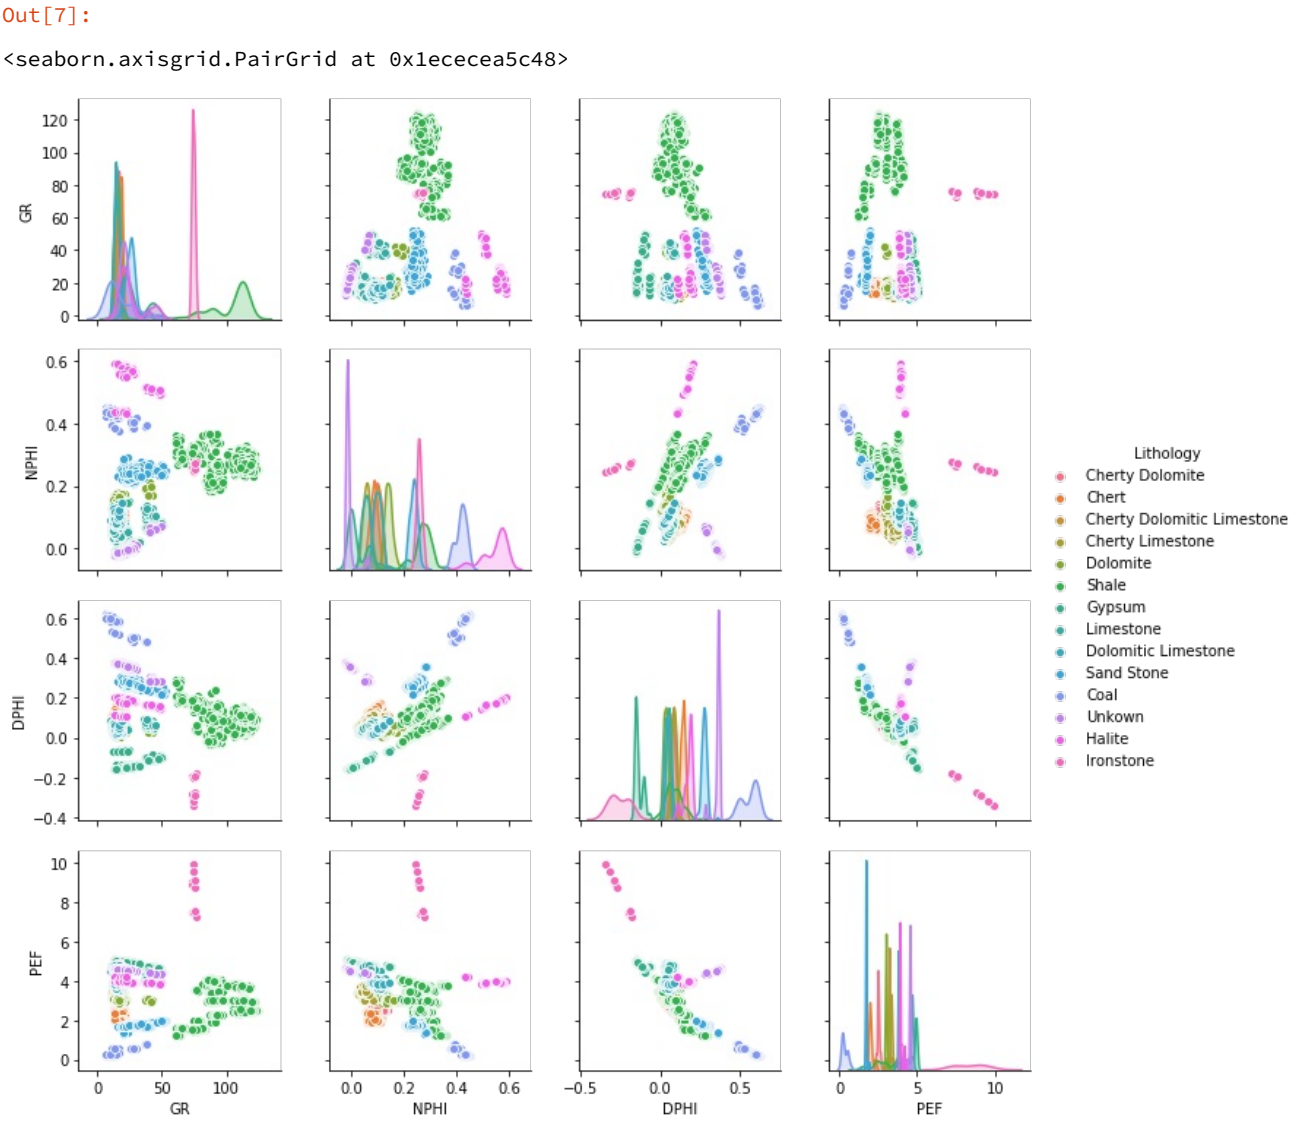 Out[7]:
<seaborn.axisgrid.PairGrid at 0x1ececea5c48>
120
100
80
60
40
20
0
GR
0.6
0.4
0.2
0.0
NPHI
0.6
0.4
0.2
0.0
−0.2
−0.4
DPHI
10
8
6
4
2
0
PEF
0 50 100
GR
0.0 0.2 0.4 0.6
NPHI
−0.5 0.0 0.5
DPHI
0 5 10
PEF
Lithology
Cherty Dolomite
Chert
Cherty Dolomitic Limestone
Cherty Limestone
Dolomite
Shale
Gypsum
Limestone
Dolomitic Limestone
Sand Stone
Coal
Unkown
Halite
Ironstone